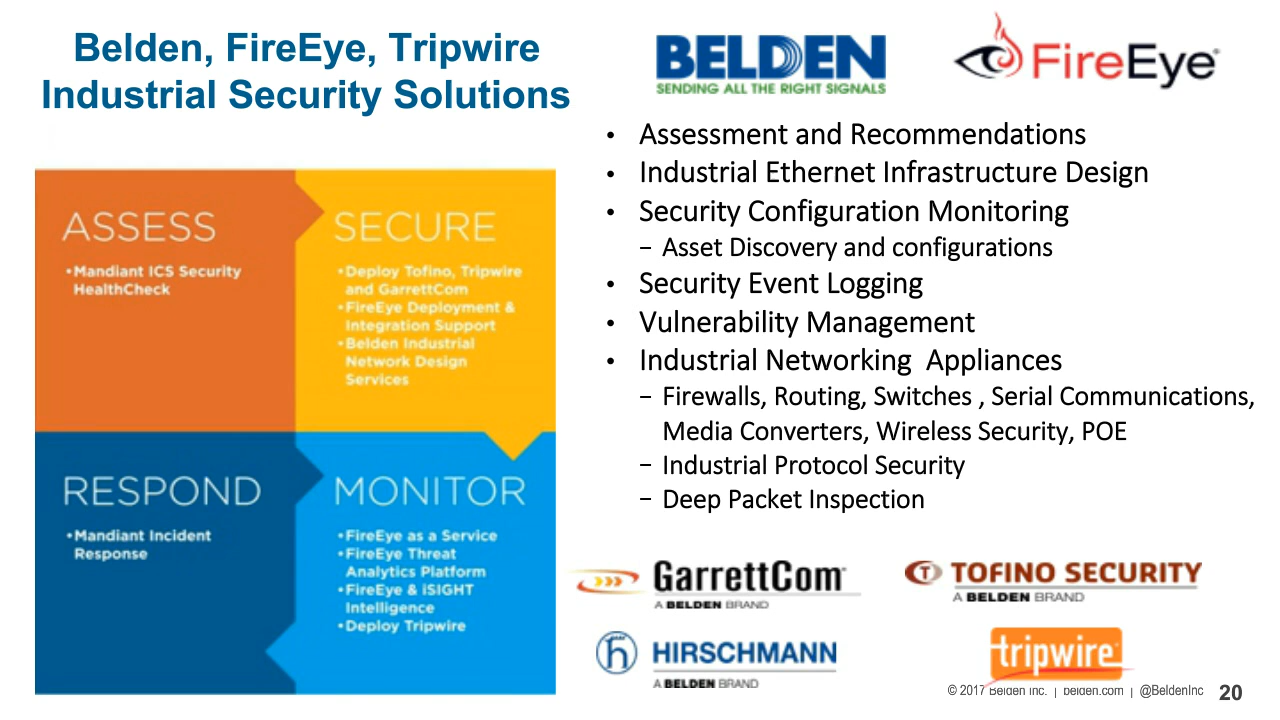 Belden, FireEye, Tripwire
Industrial Security Solutions
BELDEN
SENDING ALL THE RIGHT SIGNALS
FireEye®
ASSESS
•Mandiant ICS Security
HealthCheck
SECURE
•Deploy Tofino, Tripwire
and GarrettCom
•FireEye Deployment &
Integration Support
•Belden Industrial
Network Design
Services
RESPOND
•Mandiant Incident
Response
MONITOR
•FireEye as a Service
•FireEye Threat
Analytics Platform
•FireEye & iSIGHT
Intelligence
•Deploy Tripwire
• Assessment and Recommendations
• Industrial Ethernet Infrastructure Design
• Security Configuration Monitoring
– Asset Discovery and configurations
• Security Event Logging
• Vulnerability Management
• Industrial Networking  Appliances
– Firewalls, Routing, Switches , Serial Communications,
Media Converters, Wireless Security, POE
– Industrial Protocol Security
– Deep Packet Inspection
GarrettCom
A BELDEN BRAND
T TOFINO SECURITY
A BELDEN BRAND
h HIRSCHMANN
A BELDEN BRAND
tripwire
© 2017 Belden Inc. | belden.com | @BeldenInc 20